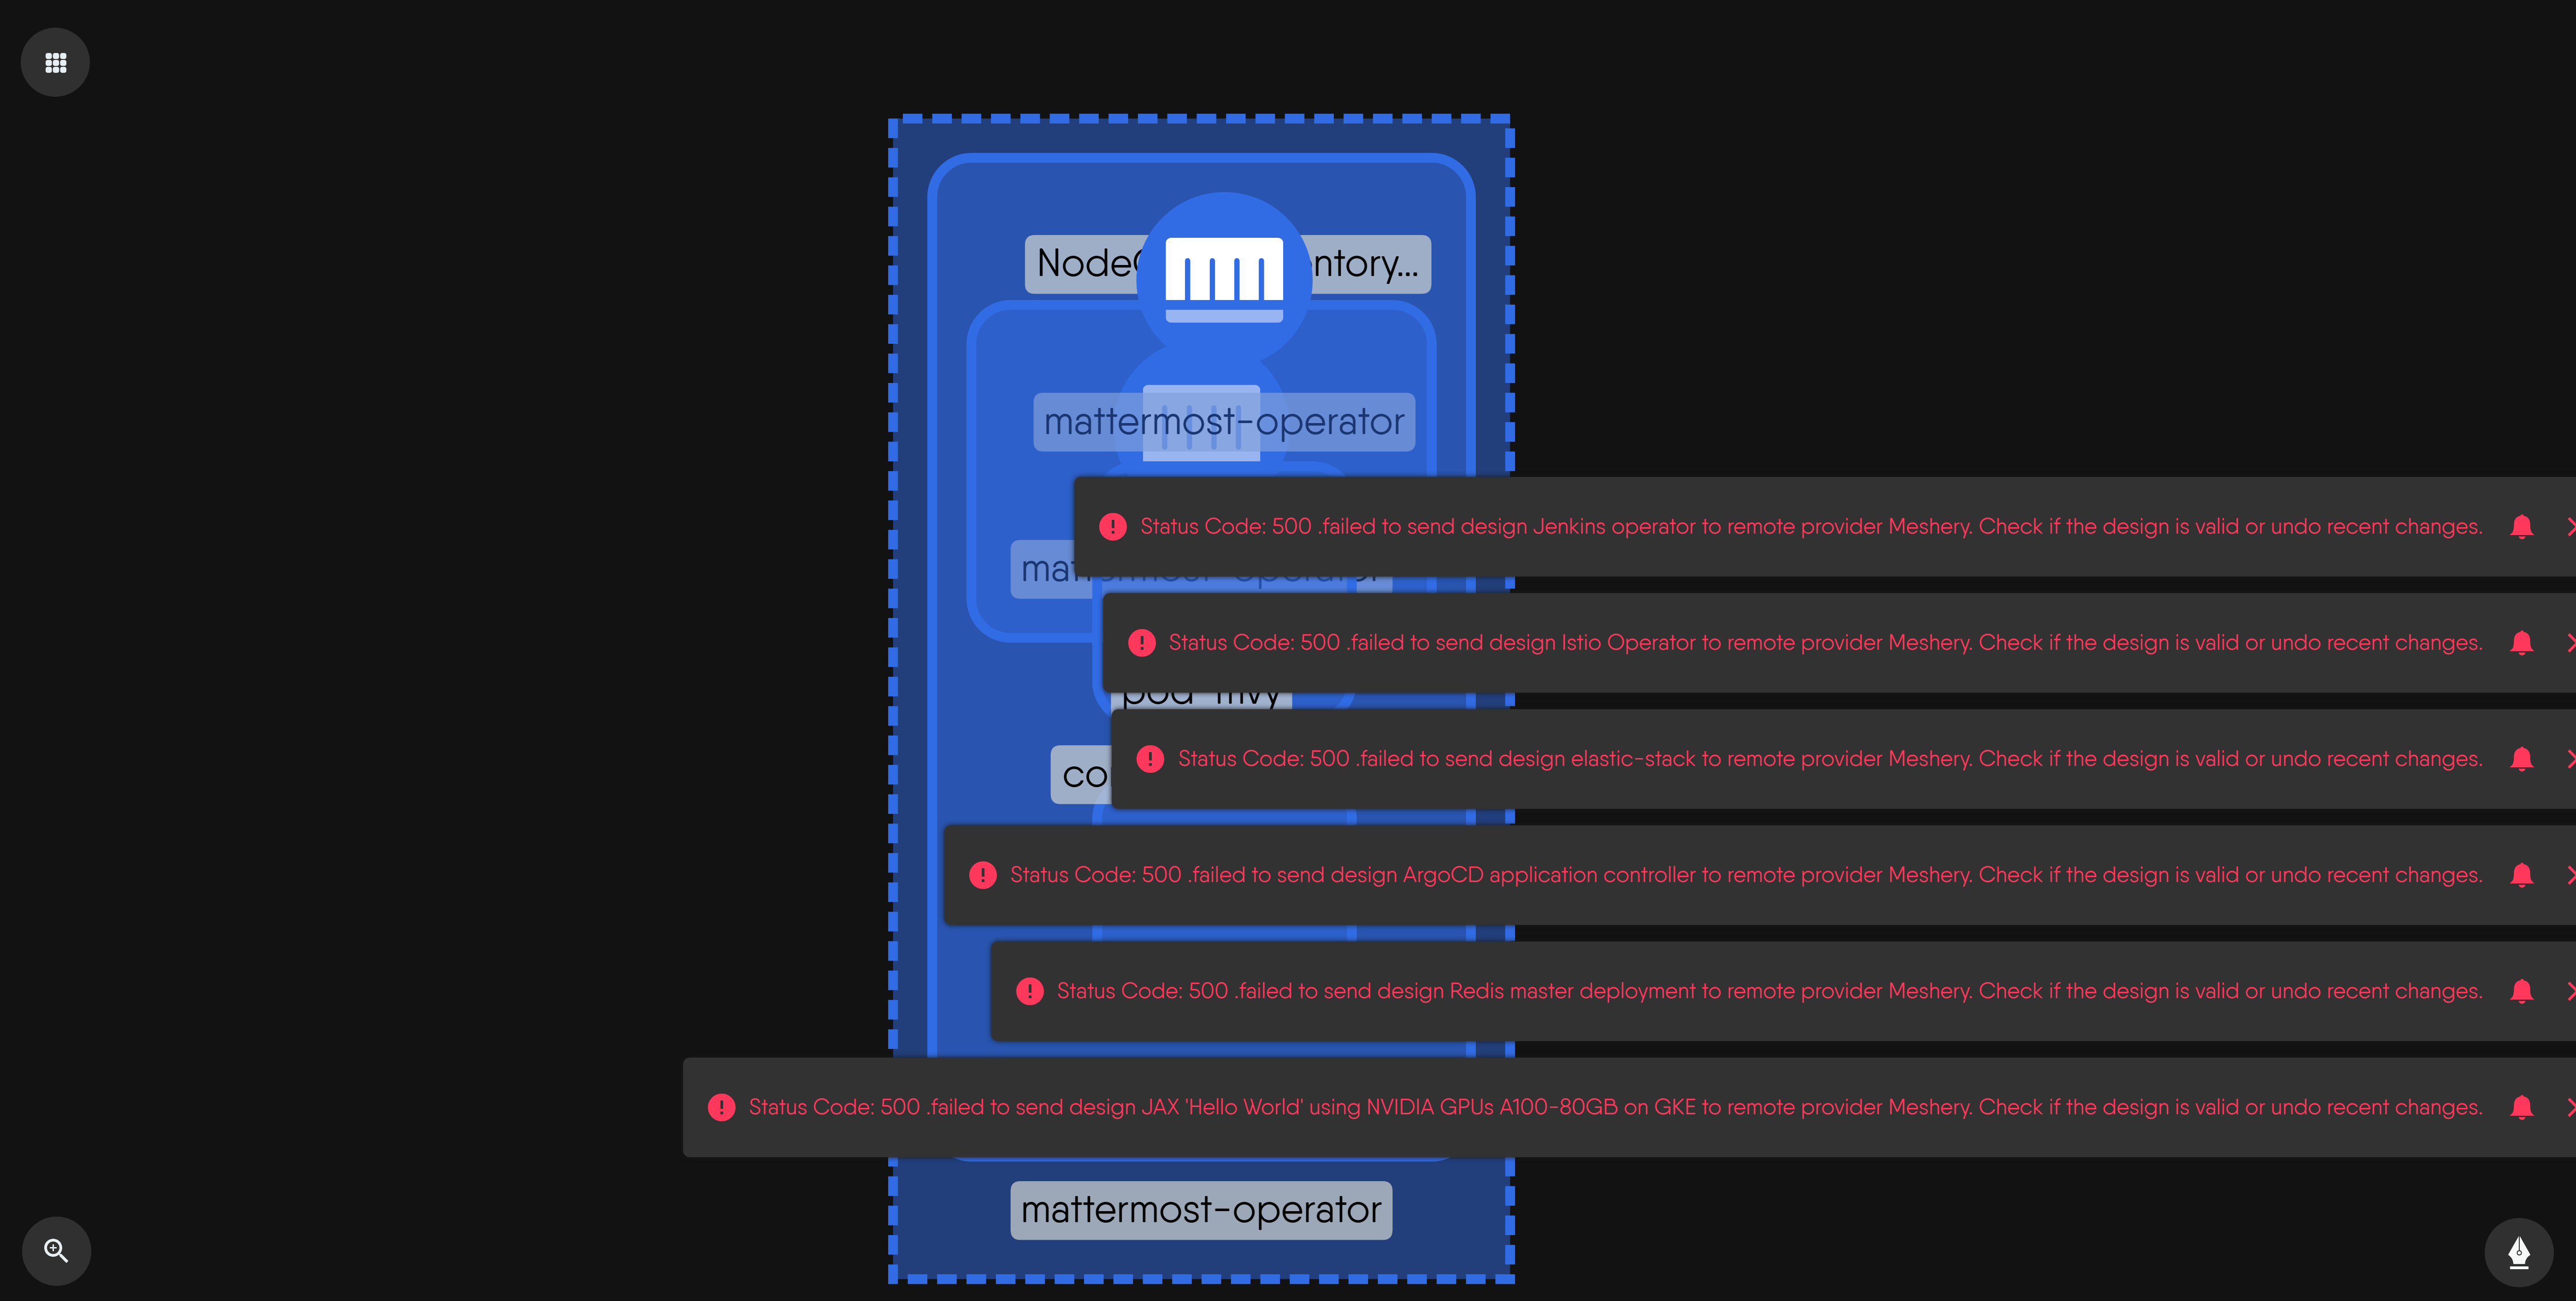 ntory...
mattermost-operator
Status Code: 500 .failed to send design Jenkins operator to remote provider Meshery. Check if the design is valid or undo recent changes.
Status Code: 500 .failed to send design Istio Operator to remote provider Meshery. Check if the design is valid or undo recent changes.
Status Code: 500 .failed to send design elastic-stack to remote provider Meshery. Check if the design is valid or undo recent changes.
Status Code: 500 .failed to send design ArgoCD application controller to remote provider Meshery. Check if the design is valid or undo recent changes.
Status Code: 500 .failed to send design Redis master deployment to remote provider Meshery. Check if the design is valid or undo recent changes.
Status Code: 500 .failed to send design JAX 'Hello World' using NVIDIA GPUs A100-80GB on GKE to remote provider Meshery. Check if the design is valid or undo recent changes.
mattermost-operator